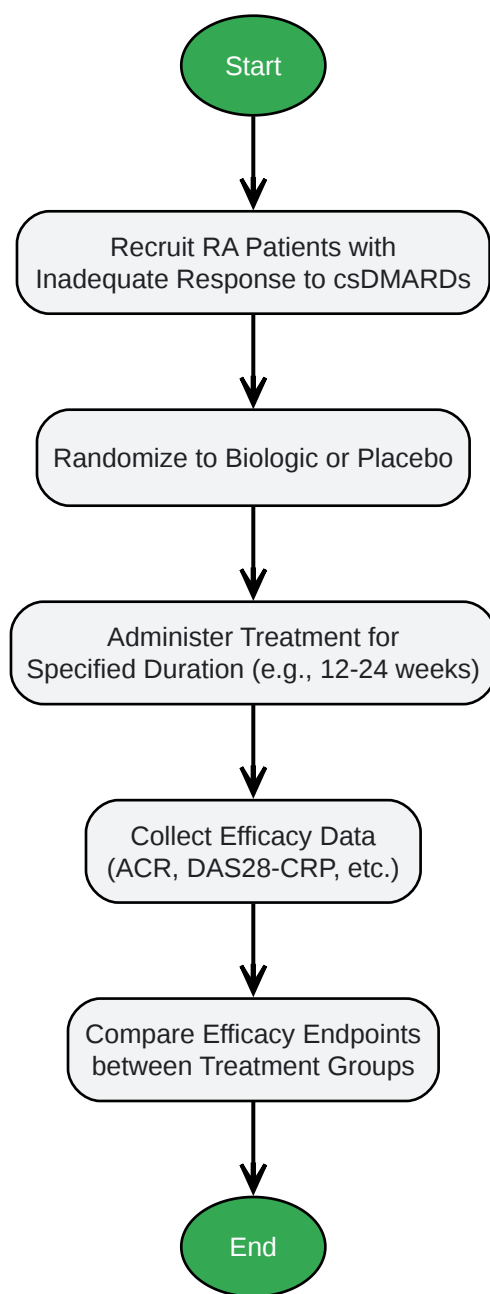 Start
Recruit RA Patients with
Inadequate Response to csDMARDs
Randomize to Biologic or Placebo
Administer Treatment for
Specified Duration (e.g., 12-24 weeks)
Collect Efficacy Data
(ACR, DAS28-CRP, etc.)
Compare Efficacy Endpoints
between Treatment Groups
End